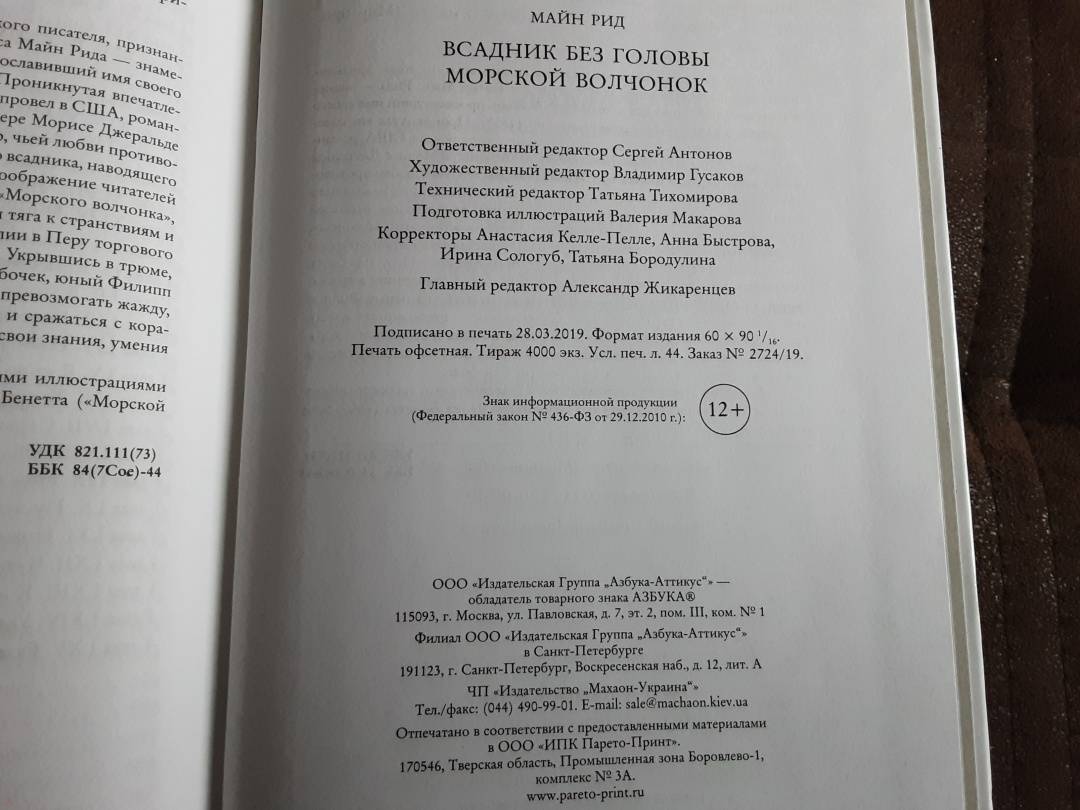 кого писателя, признан-
са Майн Рида — знаме-
рославивший имя своего
Проникнутая впечатле-
провел в США, роман-
ере Морисе Джеральде
о, чьей любви противо-
о всадника, наводящего
оображение читателей
«Морского волчонка»,
и тяга к странствиям и
лии в Перу торгового
Укрывшись в трюме,
бочек, юный Филипп
превозмогать жажду,
и сражаться с кора-
свои знания, умения
ыми иллюстрациями
Бенетта («Морской
УДК 821.111(73)
ББК 84(7Сое)-44
МАЙН РИД
ВСАДНИК БЕЗ ГОЛОВЫ
МОРСКОЙ ВОЛЧОНОК
Ответственный редактор Сергей Антонов
Художественный редактор Владимир Гусаков
Технический редактор Татьяна Тихомирова
Подготовка иллюстраций Валерия Макарова
Корректоры Анастасия Келле-Пелле, Анна Быстрова,
Ирина Сологуб, Татьяна Бородулина
Главный редактор Александр Жикаренцев
Подписано в печать 28.03.2019. Формат издания 60 × 90 1/16.
Печать офсетная. Тираж 4000 экз. Усл. печ. л. 44. Заказ № 2724/19.
Знак информационной продукции
(Федеральный закон № 436-ФЗ от 29.12.2010 г.):
12+
ООО «Издательская Группа „Азбука-Аттикус“» —
обладатель товарного знака АЗБУКА®
115093, г. Москва, ул. Павловская, д. 7, эт. 2, пом. III, ком. № 1
Филиал ООО «Издательская Группа „Азбука-Аттикус“»
в Санкт-Петербурге
191123, г. Санкт-Петербург, Воскресенская наб., д. 12, лит. А
ЧП «Издательство „Махаон-Украина“»
Тел./факс: (044) 490-99-01. E-mail: sale@machaon.kiev.ua
Отпечатано в соответствии с предоставленными материалами
в ООО «ИПК Парето-Принт».
170546, Тверская область, Промышленная зона Боровлево-1,
комплекс № 3А.
www.pareto-print.ru